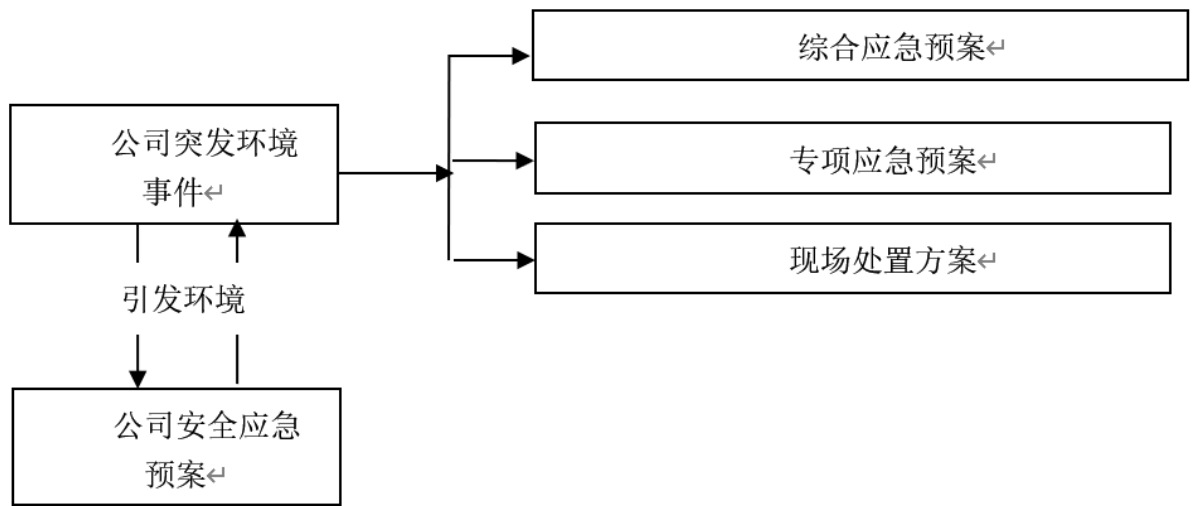 综合应急预案↵
公司突发环境
事件↵
专项应急预案↵
现场处置方案↵
引发环境
公司安全应急
预案↵